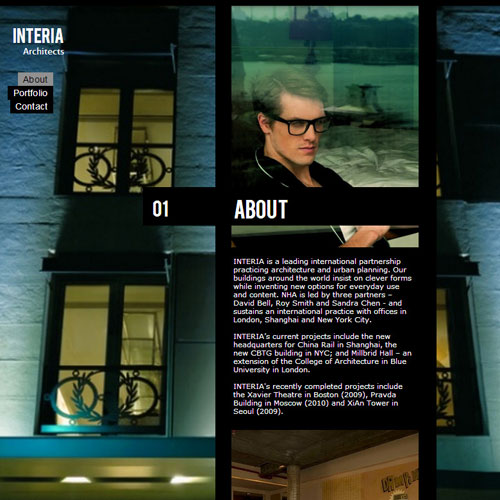 INTERIA
Architects
About
Portfolio
Contact
01
ABOUT
INTERIA is a leading international partnership
practicing architecture and urban planning. Our
buildings around the world insist on clever forms
while inventing new options for everyday use
and content. NHA is led by three partners –
David Bell, Roy Smith and Sandra Chen - and
sustains an international practice with offices in
London, Shanghai and New York City.
INTERIA's current projects include the new
headquarters for China Rail in Shanghai, the
new CBTG building in NYC; and Millbrid Hall – an
extension of the College of Architecture in Blue
University in London.
INTERIA's recently completed projects include
the Xavier Theatre in Boston (2009), Pravda
Building in Moscow (2010) and XiAn Tower in
Seoul (2009).